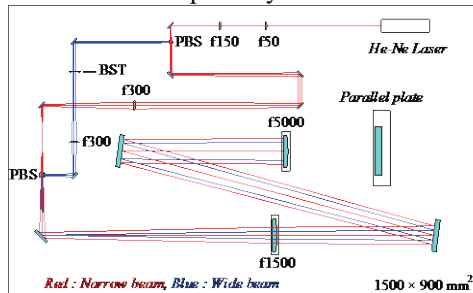 PBS
f150
f50
He-Ne Laser
BST
f300
Parallel plate
f5000
f300
PBS
f1500
Red : Narrow beam, Blue : Wide beam
1500 × 900 mm²